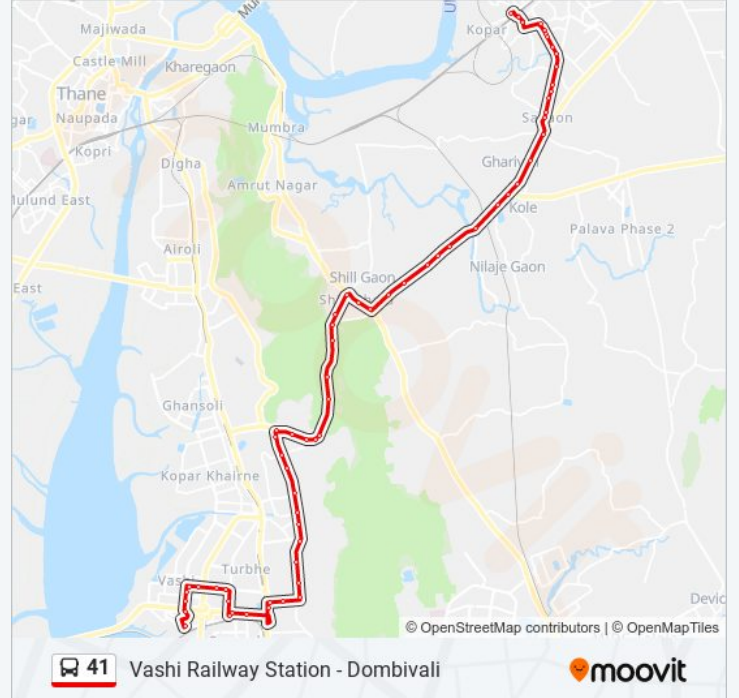 Majiwada
Kopar
Castle Mill
Kharegaon
Thane
Naupada
Mumbra
Kopri
Digha
Amrut Nagar
Mulund East
Airoli
Kole
Palava Phase 2
Nilaje Gaon
East
Shill Gaon
Ghansoli
Kopar Khairne
Turbhe
Vashi
© OpenStreetMap contributors | © OpenMapTiles
41 Vashi Railway Station - Dombivali
moovit